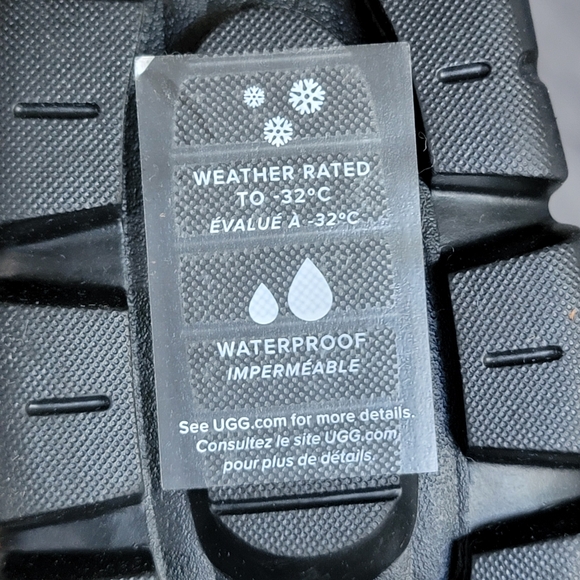 WEATHER RATED
TO -32°C
ÉVALUÉ À -32°C
WATERPROOF
IMPERMÉABLE
See UGG.com for more details.
Consultez le site UGG.com
pour plus de détails.